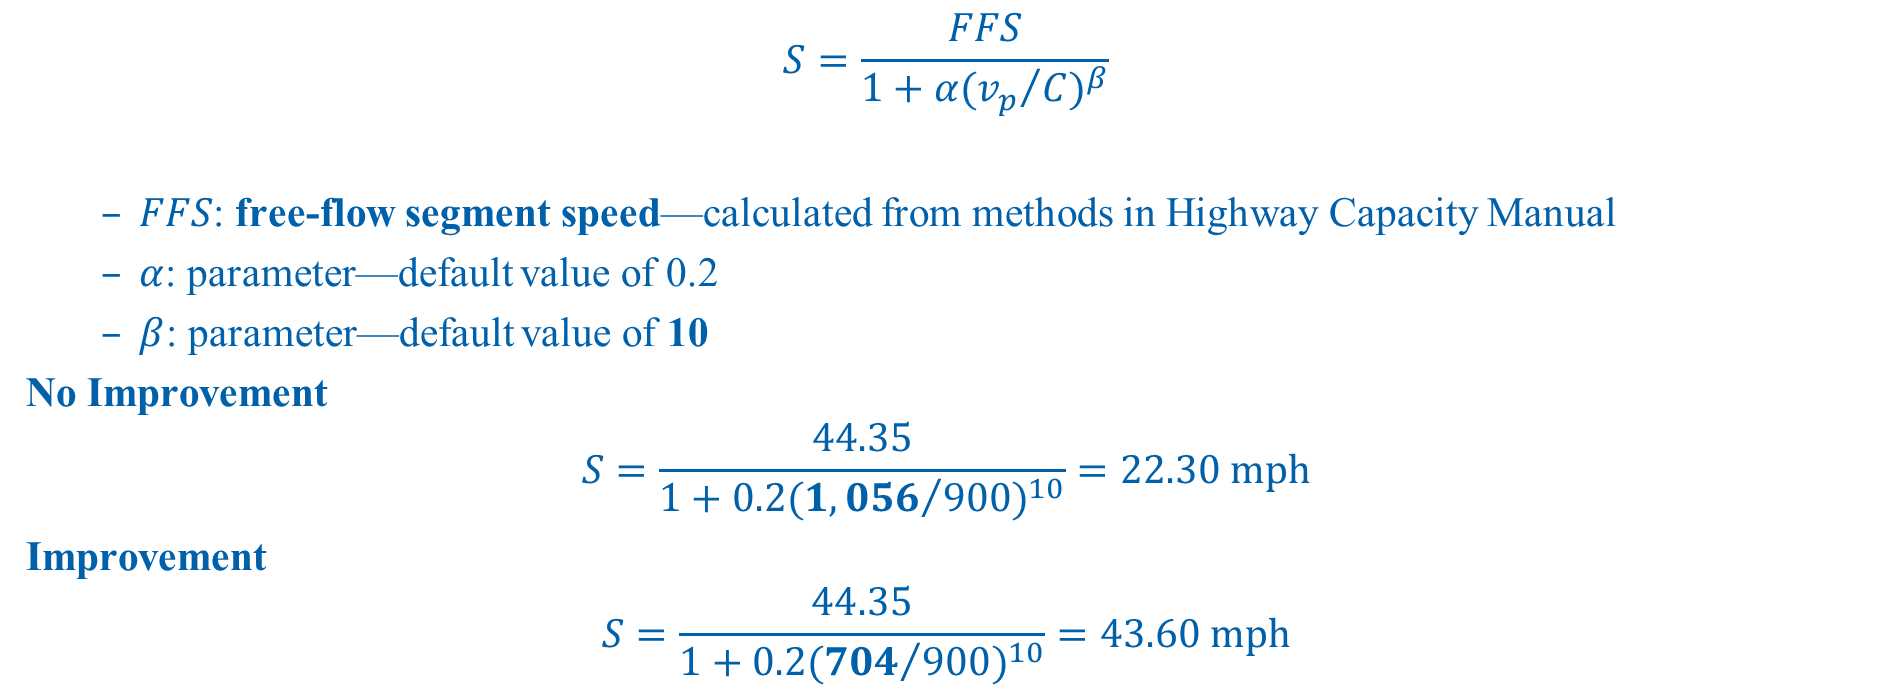 S = FFS / 1 + α(v_p/C)^β
– FFS: free-flow segment speed—calculated from methods in Highway Capacity Manual
– α: parameter—default value of 0.2
– β: parameter—default value of 10
No Improvement
S = 44.35 / 1 + 0.2(1,056/900)^10 = 22.30 mph
Improvement
S = 44.35 / 1 + 0.2(704/900)^10 = 43.60 mph